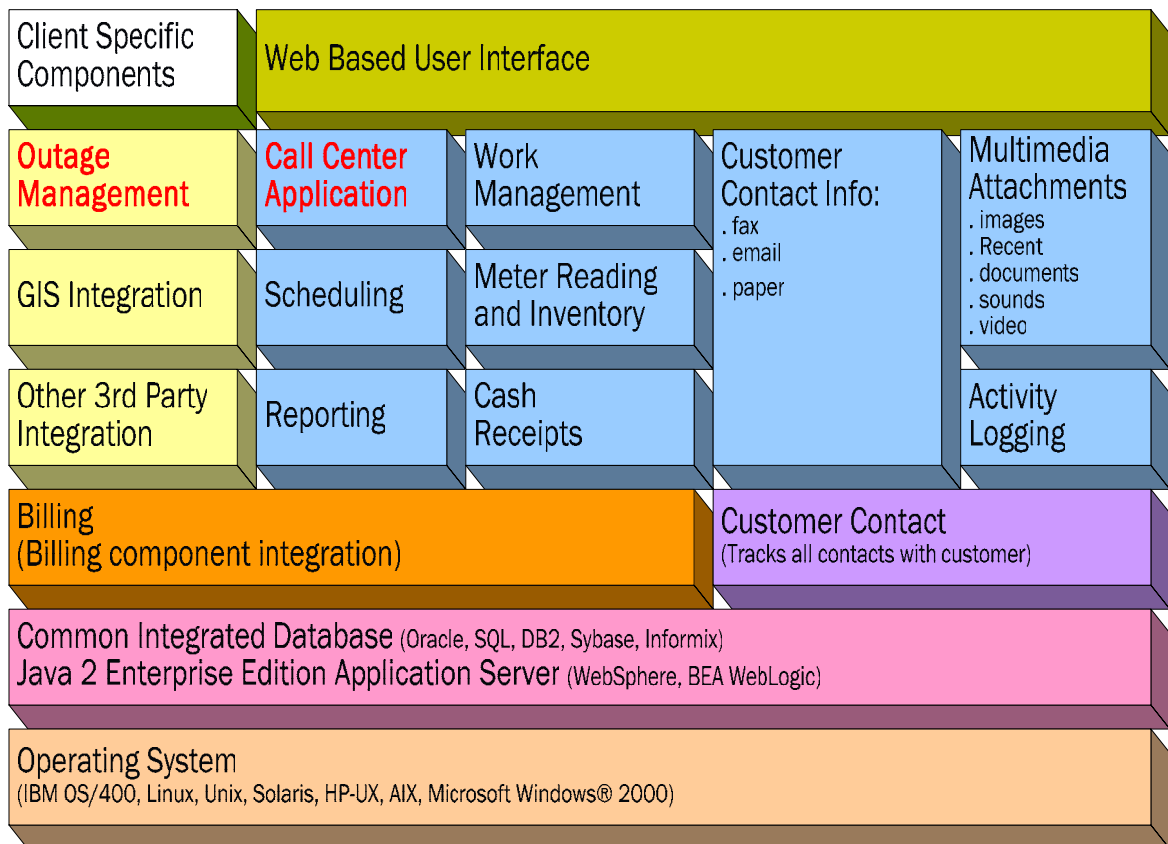 Client Specific
Components
Web Based User Interface
Outage
Management
Call Center
Application
Work
Management
Customer
Contact Info:
. fax
. email
. paper
Multimedia
Attachments
. images
. Recent
. documents
. sounds
. video
GIS Integration
Scheduling
Meter Reading
and Inventory
Other 3rd Party
Integration
Reporting
Cash
Receipts
Activity
Logging
Billing
(Billing component integration)
Customer Contact
(Tracks all contacts with customer)
Common Integrated Database (Oracle, SQL, DB2, Sybase, Informix)
Java 2 Enterprise Edition Application Server (WebSphere, BEA WebLogic)
Operating System
(IBM OS/400, Linux, Unix, Solaris, HP-UX, AIX, Microsoft Windows® 2000)